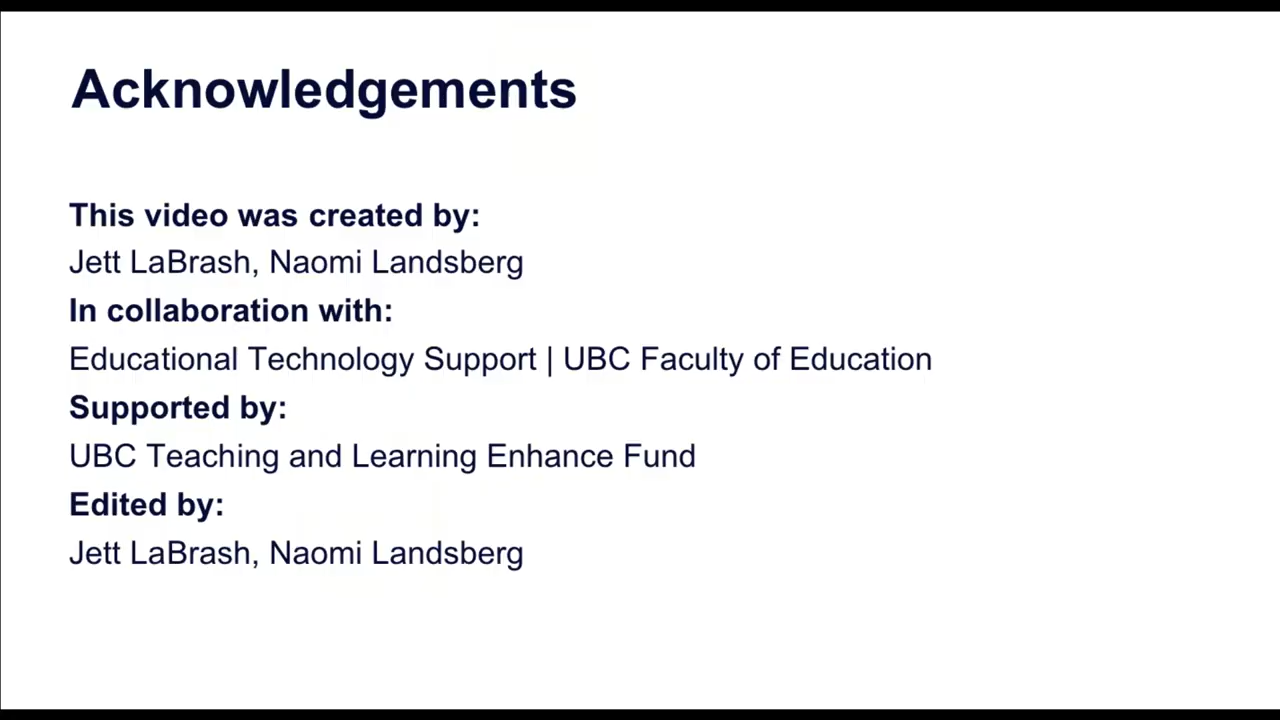 Acknowledgements
This video was created by:
Jett LaBrash, Naomi Landsberg
In collaboration with:
Educational Technology Support | UBC Faculty of Education
Supported by:
UBC Teaching and Learning Enhance Fund
Edited by:
Jett LaBrash, Naomi Landsberg